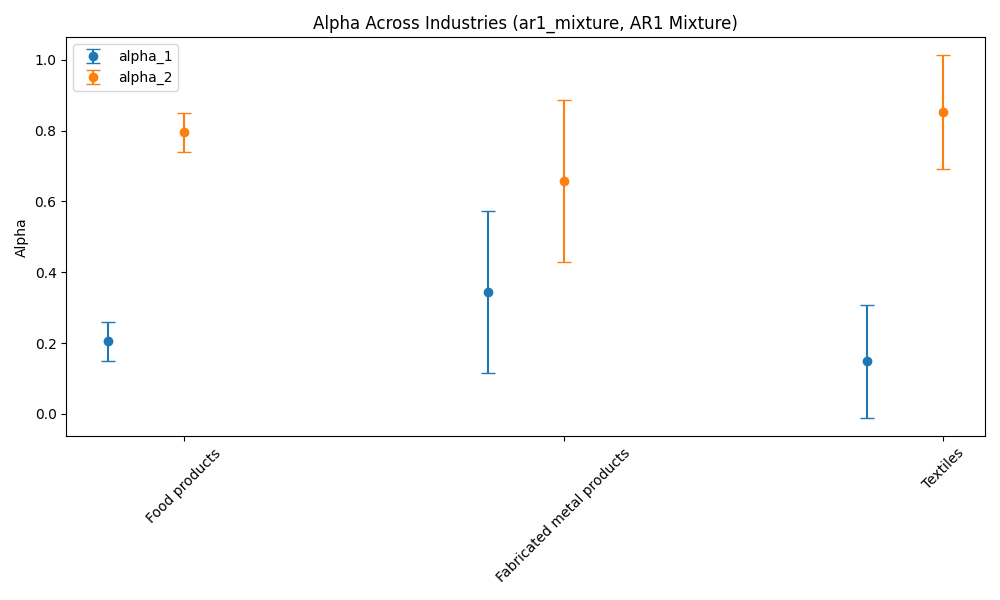 Alpha Across Industries (ar1_mixture, AR1 Mixture)
alpha_1
alpha_2
Alpha
1.0
0.8
0.6
0.4
0.2
0.0
Food products
Fabricated metal products
Textiles